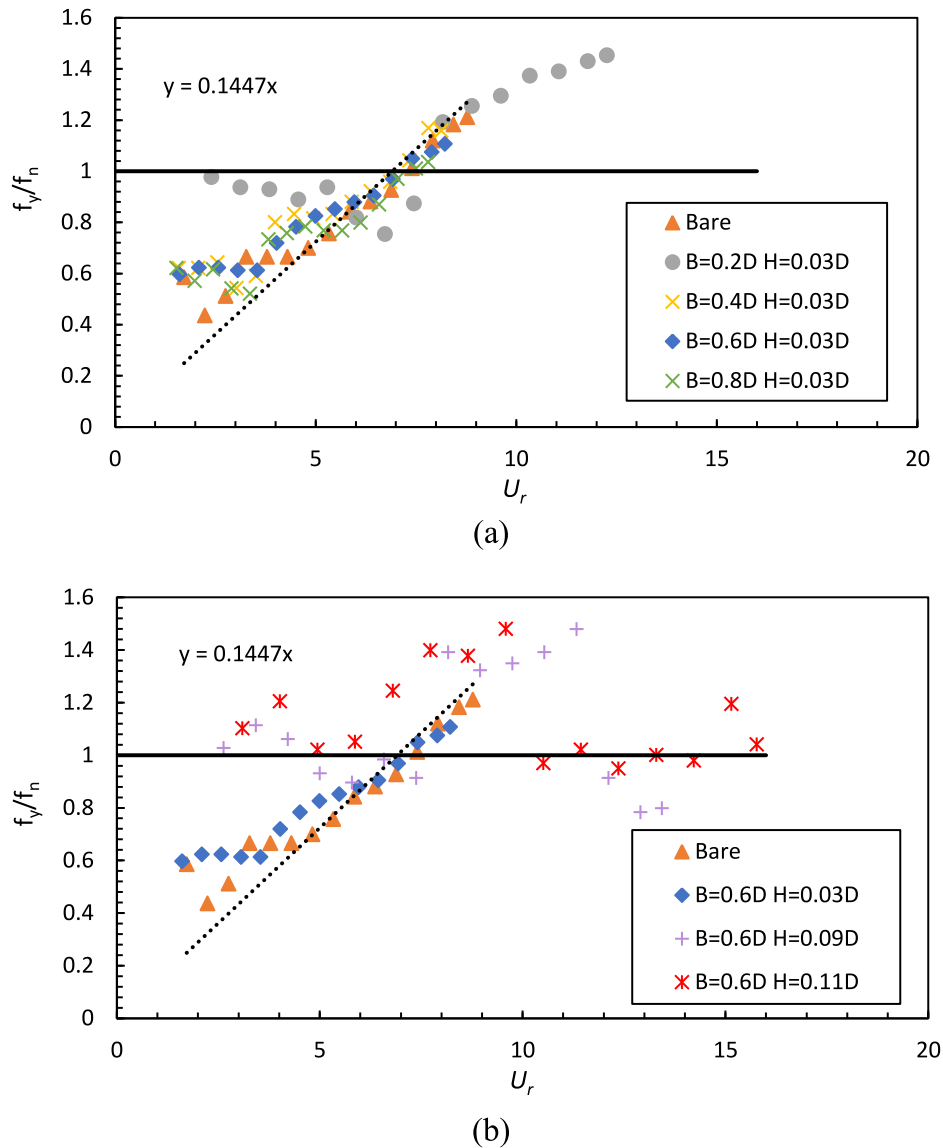 1.6
1.4
y = 0.1447x
1.2
1
f_y/f_n
0.8
Bare
B=0.2D H=0.03D
0.6
B=0.4D H=0.03D
0.4
B=0.6D H=0.03D
0.2
B=0.8D H=0.03D
0
0 5 10 15 20
U_r
(a)
1.6
1.4
y = 0.1447x
1.2
1
f_y/f_n
0.8
0.6
Bare
B=0.6D H=0.03D
0.4
B=0.6D H=0.09D
0.2
B=0.6D H=0.11D
0
0 5 10 15 20
U_r
(b)